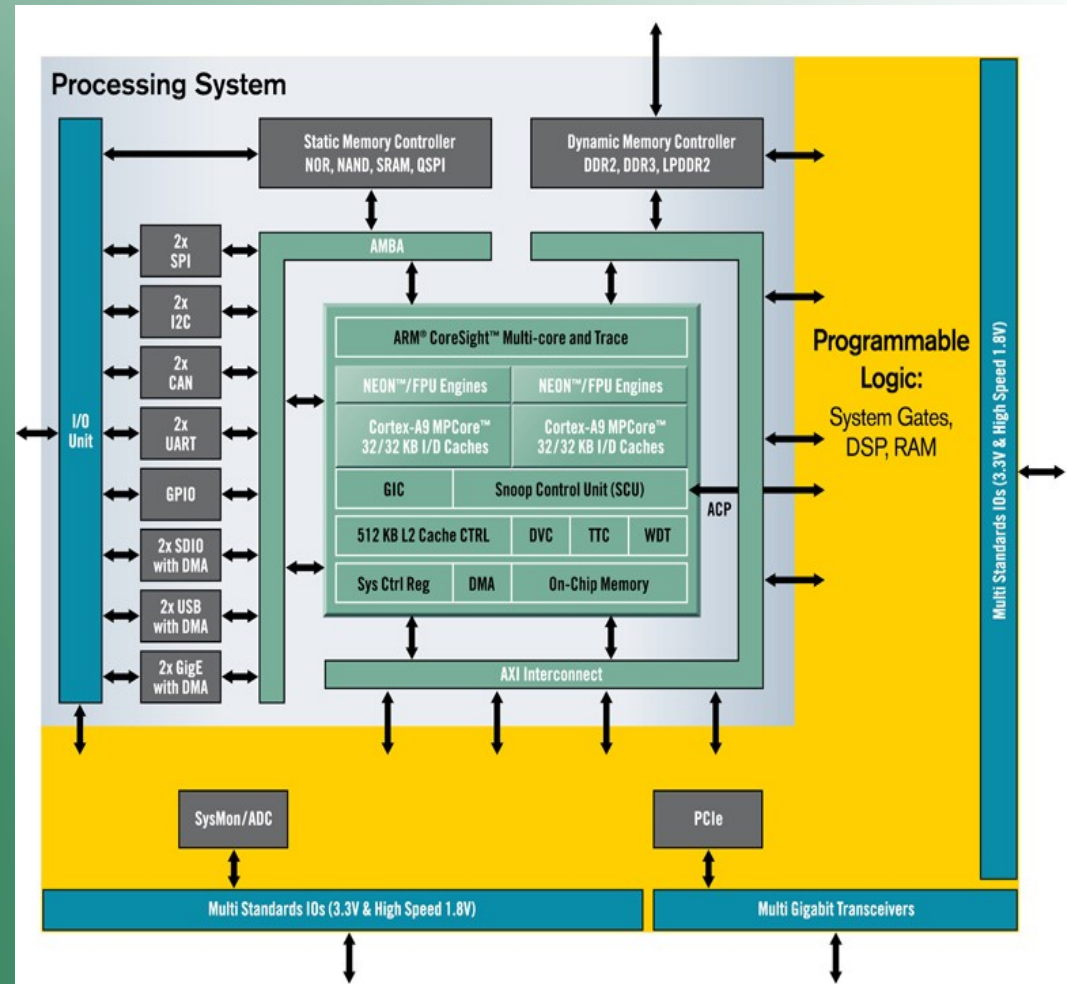 Processing System
Static Memory Controller
NOR, NAND, SRAM, QSPI
Dynamic Memory Controller
DDR2, DDR3, LPDDR2
AMBA
2x
SPI
2x
I2C
2x
CAN
2x
UART
GPIO
2x SDIO
with DMA
2x USB
with DMA
2x GigE
with DMA
I/O
Unit
ARM® CoreSight™ Multi-core and Trace
NEON™/FPU Engines
NEON™/FPU Engines
Cortex-A9 MPCore™
32/32 KB I/D Caches
Cortex-A9 MPCore™
32/32 KB I/D Caches
GIC
Snoop Control Unit (SCU)
512 KB L2 Cache CTRL
DVC
TTC
WDT
Sys Ctrl Reg
DMA
On-Chip Memory
ACP
AXI Interconnect
Programmable
Logic:
System Gates,
DSP, RAM
Multi Standards IOs (3.3V & High Speed 1.8V)
SysMon/ADC
PCIe
Multi Standards IOs (3.3V & High Speed 1.8V)
Multi Gigabit Transceivers